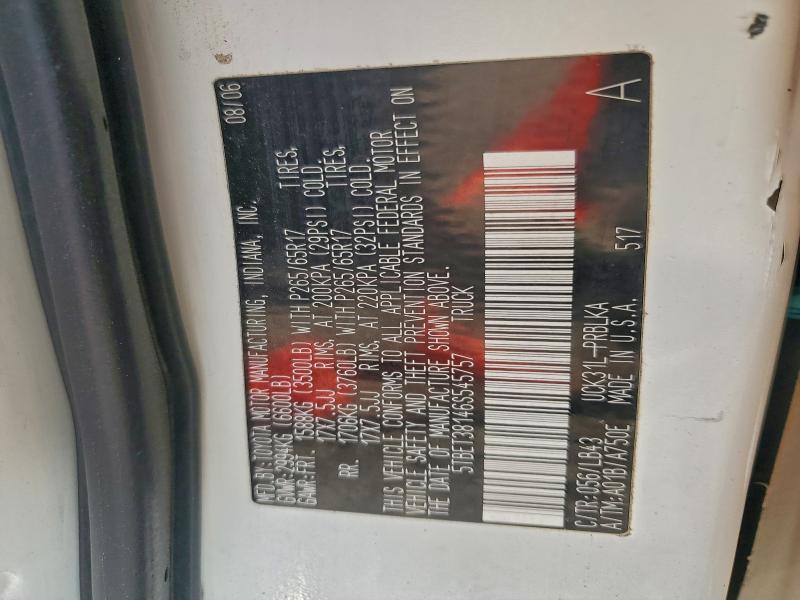 MFD.BY: TOYOTA MOTOR MANUFACTURING, INDIANA, INC. 08/06
GVWR: 2994KG (6600LB)
GAWR: FRT. 1588KG (3500LB) WITH P265/65R17 TIRES,
17X7.5JJ RIMS, AT 200KPA (29PSI) COLD.
RR. 1706KG (3760LB) WITH P265/65R17 TIRES,
17X7.5JJ RIMS, AT 220KPA (32PSI) COLD.
THIS VEHICLE CONFORMS TO ALL APPLICABLE FEDERAL MOTOR
VEHICLE SAFETY AND THEFT PREVENTION STANDARDS IN EFFECT ON
THE DATE OF MANUFACTURE SHOWN ABOVE.
5TBET38146S545757 TRUCK
C/TR: 056/LB43 UCK31L-PRBLKA
A/TM: A01B/A750E MADE IN U.S.A. 517 A